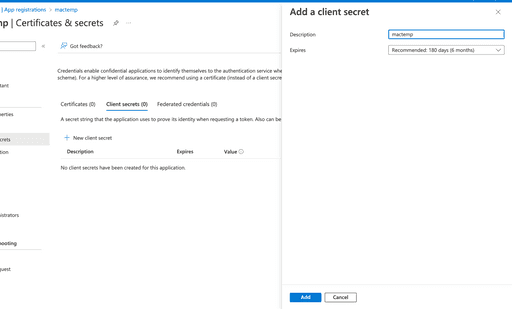 | App registrations > mactemp
mp | Certificates & secrets
Got feedback?
Credentials enable confidential applications to identify themselves to the authentication service whe
scheme). For a higher level of assurance, we recommend using a certificate (instead of a client secre
Certificates (0) Client secrets (0) Federated credentials (0)
A secret string that the application uses to prove its identity when requesting a token. Also can be
New client secret
Description Expires Value
No client secrets have been created for this application.
tant
perties
crets
tion
istrators
hooting
quest
Add a client secret
Description mactemp
Expires Recommended: 180 days (6 months)
Add Cancel